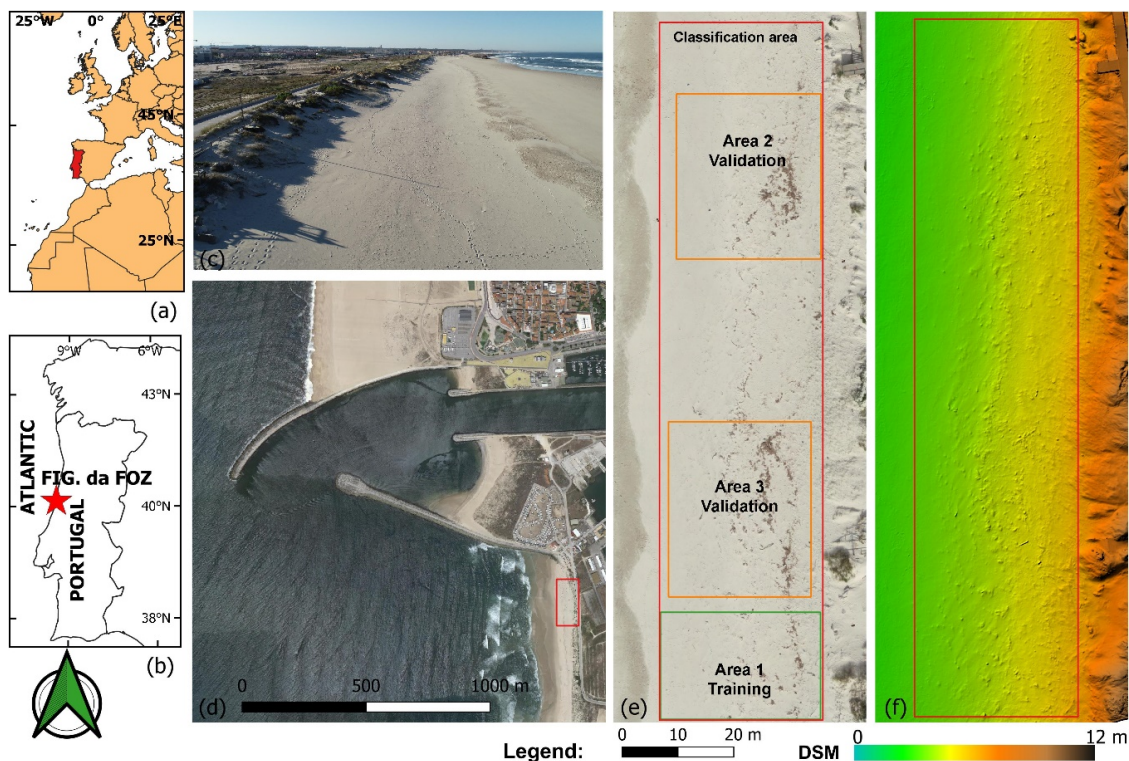 25°W 0° 25°E
45°N
25°N
(a)
9°W 6°W
43°N
ATLANTIC
FIG. da FOZ
40°N
PORTUGAL
38°N
(b)
(c)
0 500 1000 m
(d)
Classification area
Area 2
Validation
Area 3
Validation
Area 1
Training
(e)
(f)
Legend:
0 10 20 m
DSM
0 12 m